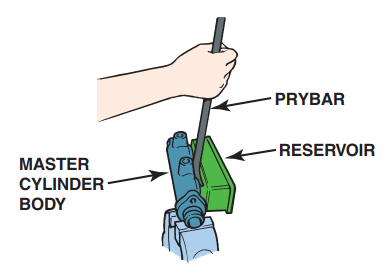 PRYBAR
RESERVOIR
MASTER
CYLINDER
BODY